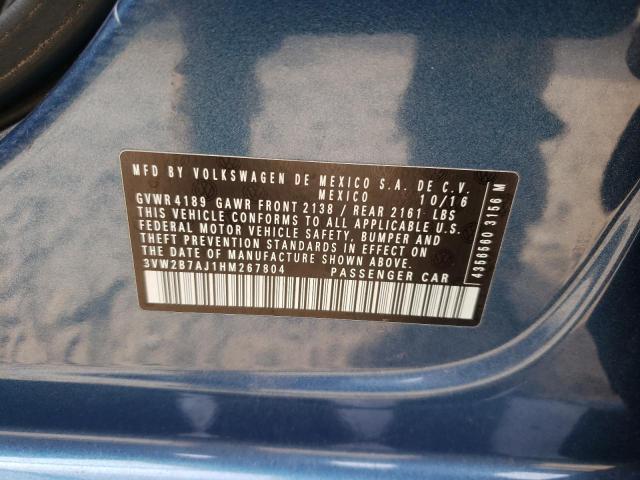 MFD BY VOLKSWAGEN DE MEXICO S.A. DE C.V.
MEXICO 10/16
GVWR 4189 GAWR FRONT 2138 / REAR 2161 LBS
THIS VEHICLE CONFORMS TO ALL APPLICABLE U.S.
FEDERAL MOTOR VEHICLE SAFETY, BUMPER AND
THEFT PREVENTION STANDARDS IN EFFECT ON
THE DATE OF MANUFACTURE SHOWN ABOVE.
3VW2B7AJ1HM267804 PASSENGER CAR
4356560 3156 M